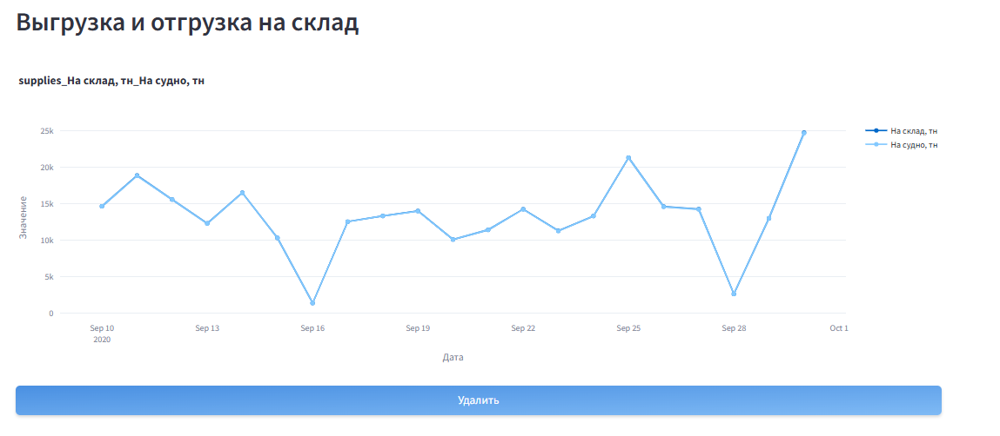 Выгрузка и отгрузка на склад
supplies_На склад, тн_На судно, тн
25k
20k
15k
10k
5k
0
Значение
Sep 10
2020
Sep 13
Sep 16
Sep 19
Sep 22
Sep 25
Sep 28
Oct 1
Дата
На склад, тн
На судно, тн
Удалить